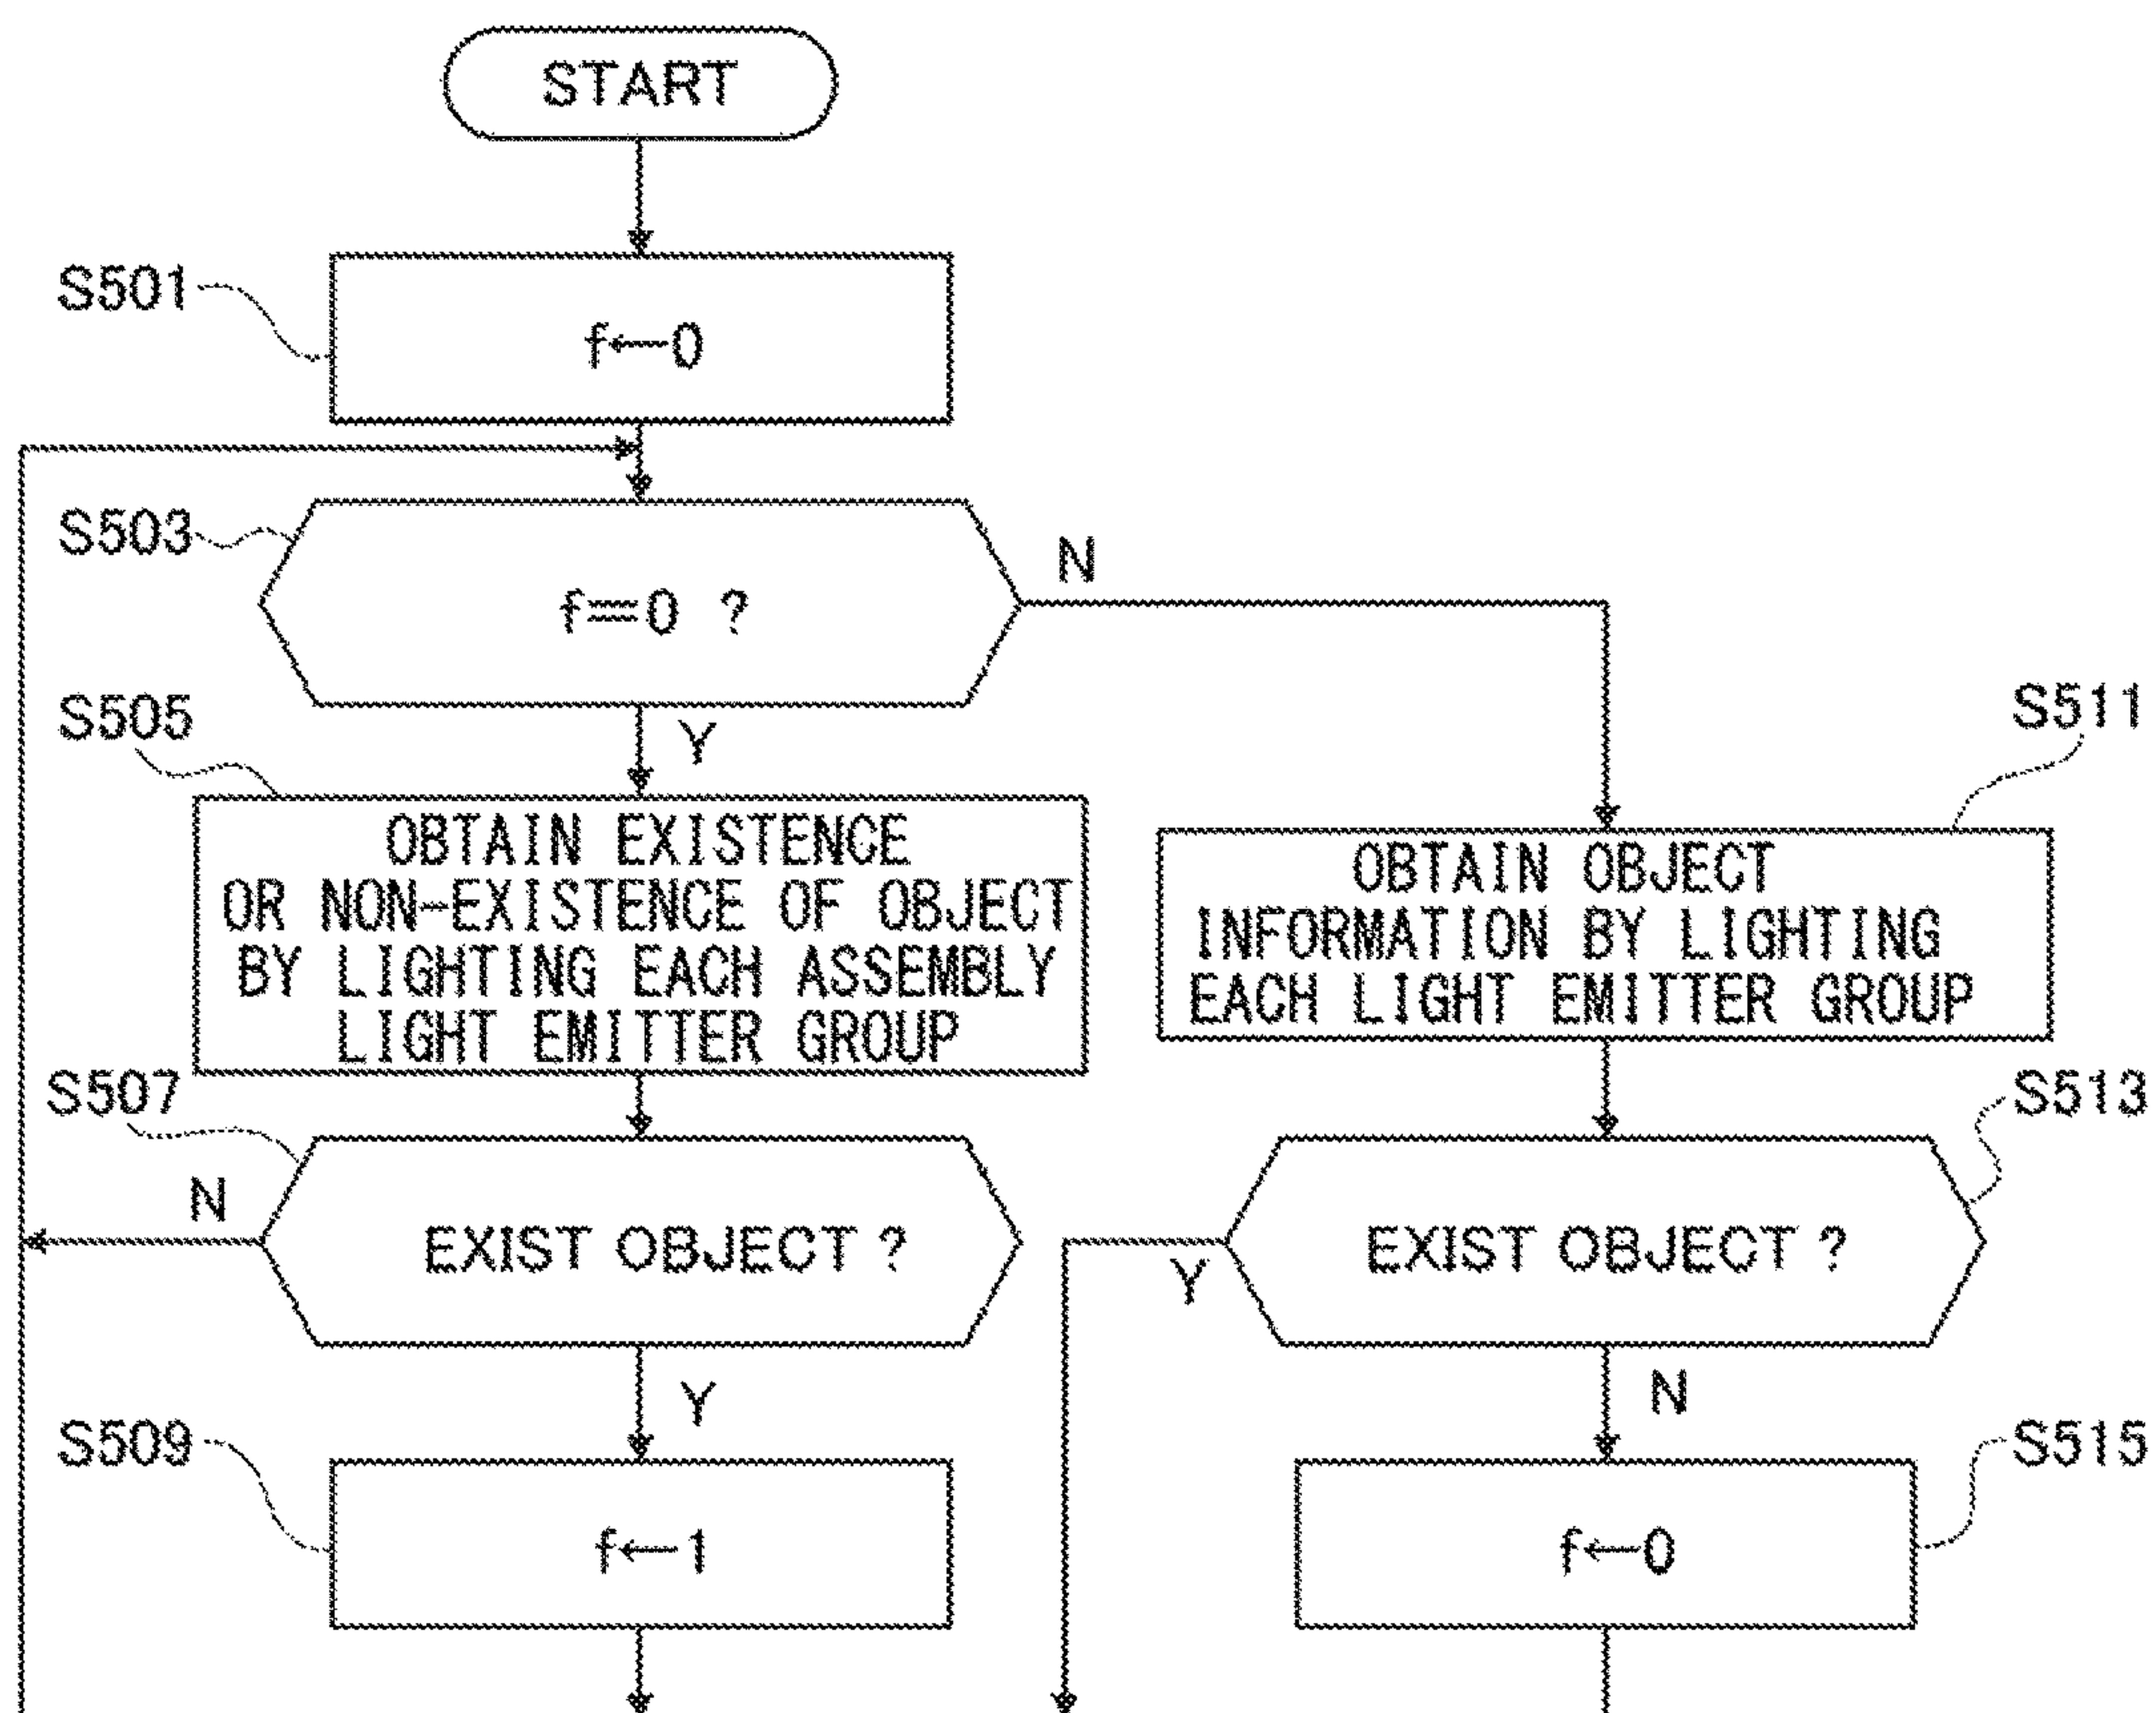 START
S501
f←0
S503
f==0 ?
N
Y
S505
OBTAIN EXISTENCE
OR NON-EXISTENCE OF OBJECT
BY LIGHTING EACH ASSEMBLY
LIGHT EMITTER GROUP
S511
OBTAIN OBJECT
INFORMATION BY LIGHTING
EACH LIGHT EMITTER GROUP
S507
N
EXIST OBJECT ?
Y
S513
EXIST OBJECT ?
Y
N
S509
f←1
S515
f←0